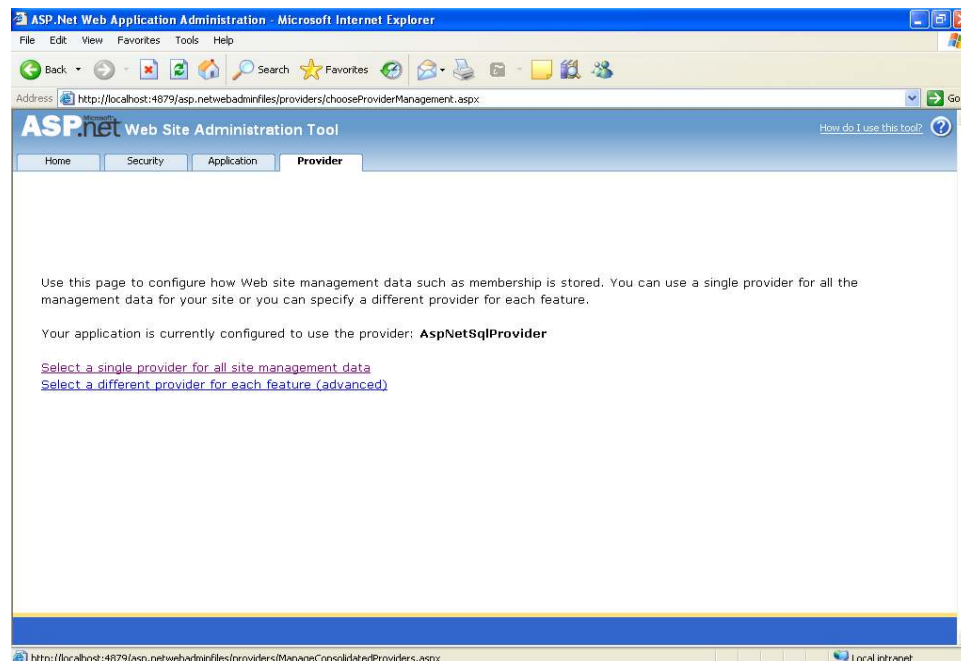 ASP.Net Web Application Administration - Microsoft Internet Explorer
File Edit View Favorites Tools Help
Back Search Favorites
Address http://localhost:4879/asp.netwebadminfiles/providers/chooseProviderManagement.aspx Go
Microsoft
ASP.net Web Site Administration Tool How do I use this tool? ?
Home Security Application Provider
Use this page to configure how Web site management data such as membership is stored. You can use a single provider for all the
management data for your site or you can specify a different provider for each feature.
Your application is currently configured to use the provider: AspNetSqlProvider
Select a single provider for all site management data
Select a different provider for each feature (advanced)
http://localhost:4879/asp.netwebadminfiles/providers/ManageConsolidatedProviders.aspx Local intranet